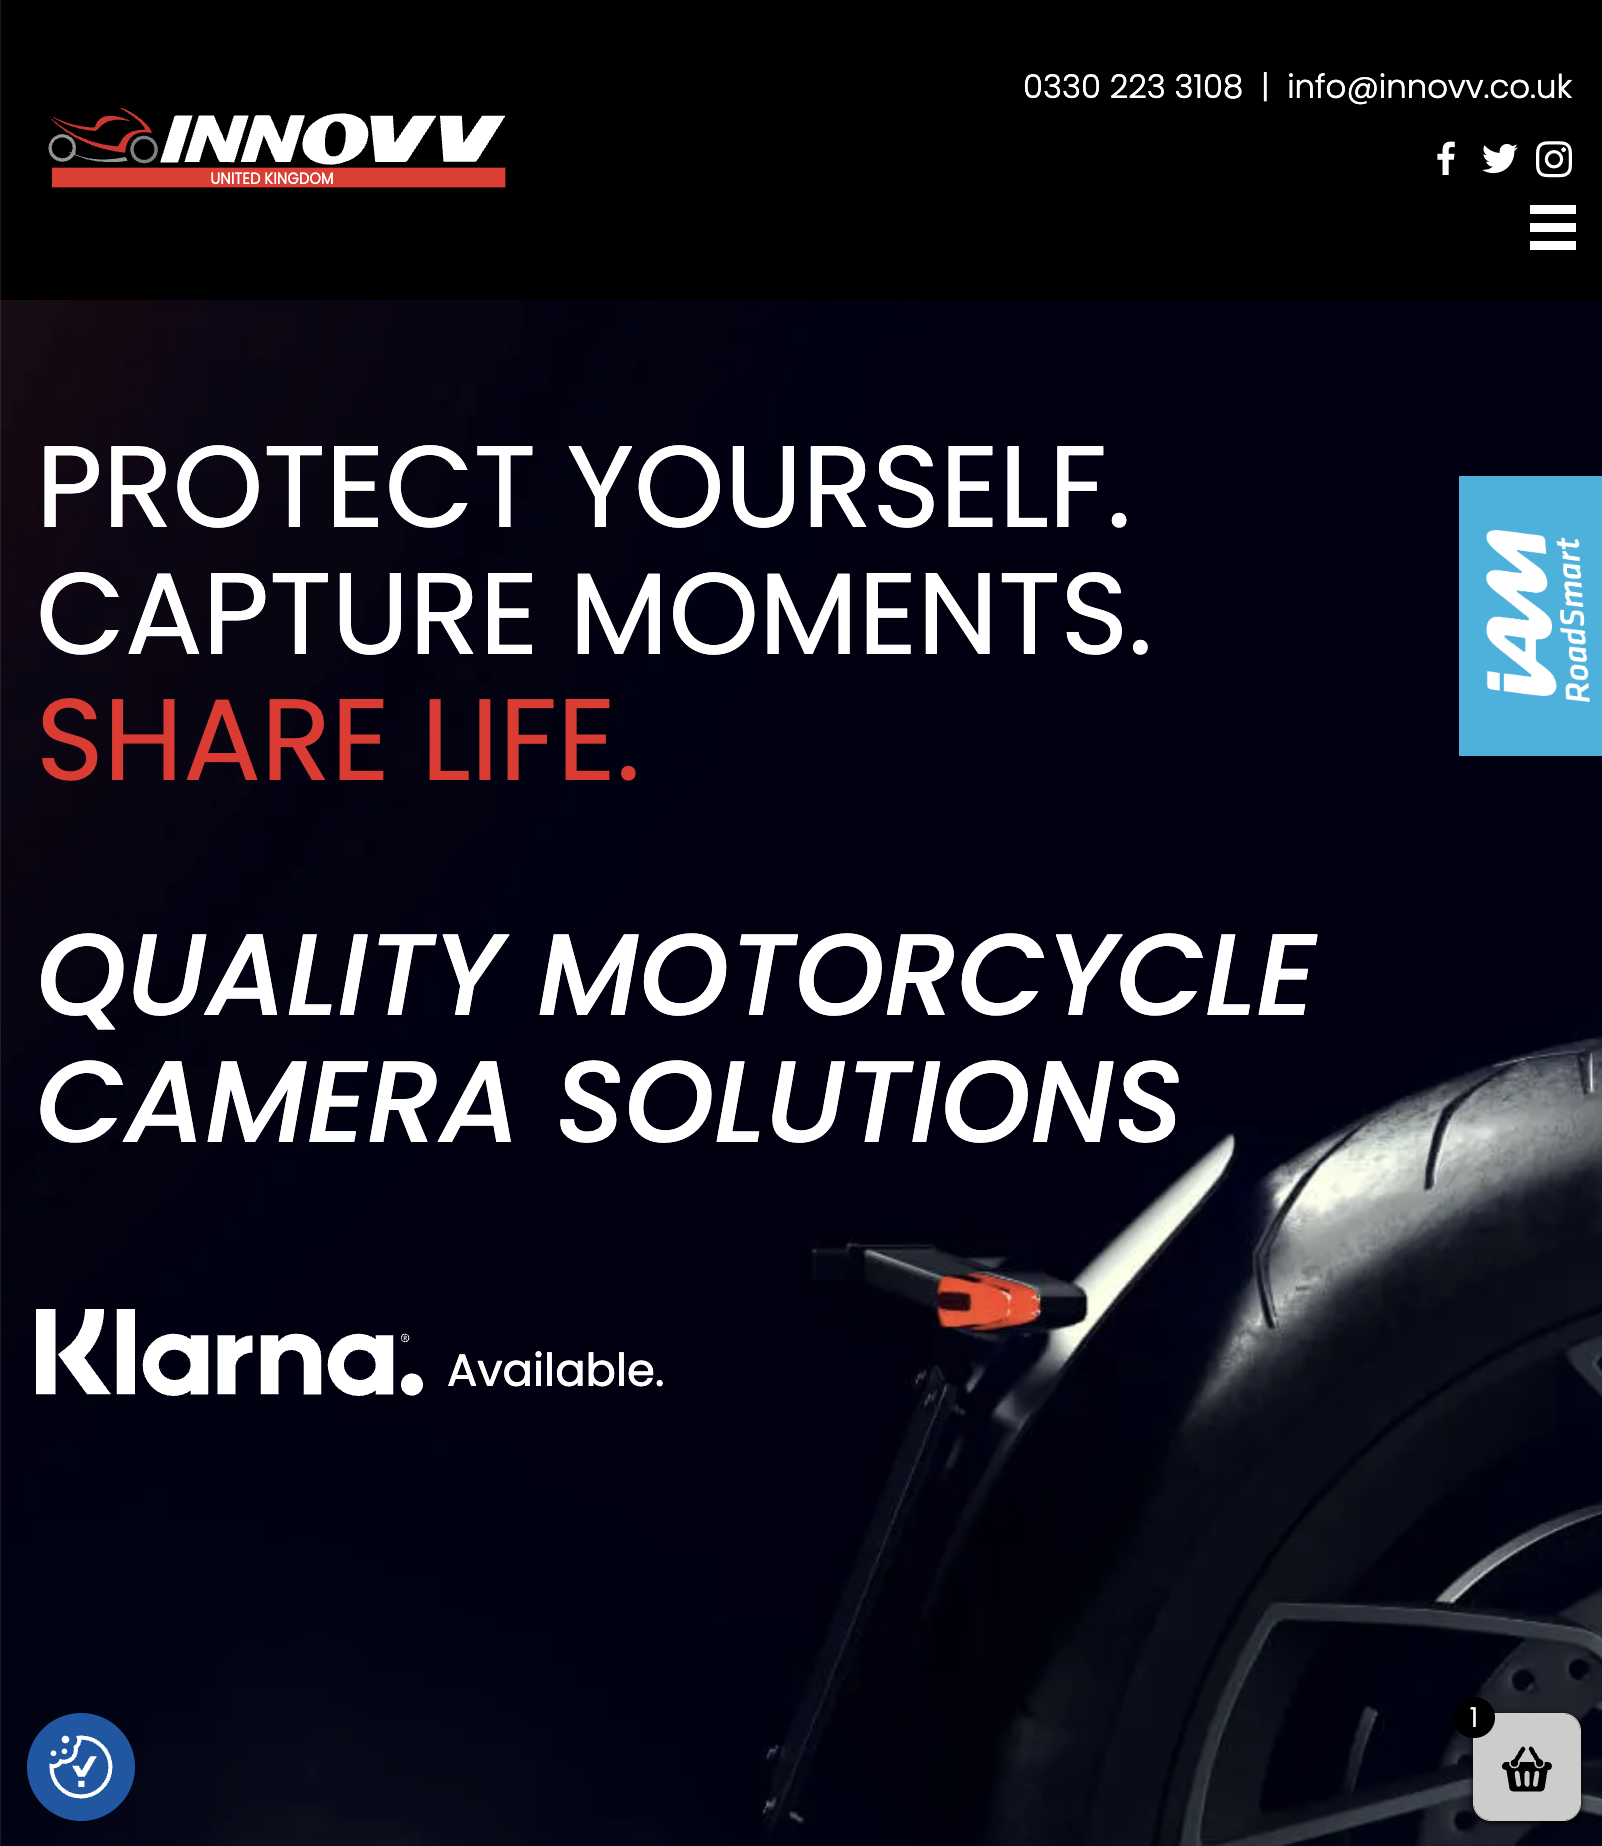 0330 223 3108 | info@innovv.co.uk
INNOVV
UNITED KINGDOM
PROTECT YOURSELF.
CAPTURE MOMENTS.
SHARE LIFE.
iAM
RoadSmart
QUALITY MOTORCYCLE
CAMERA SOLUTIONS
Klarna.® Available.
1